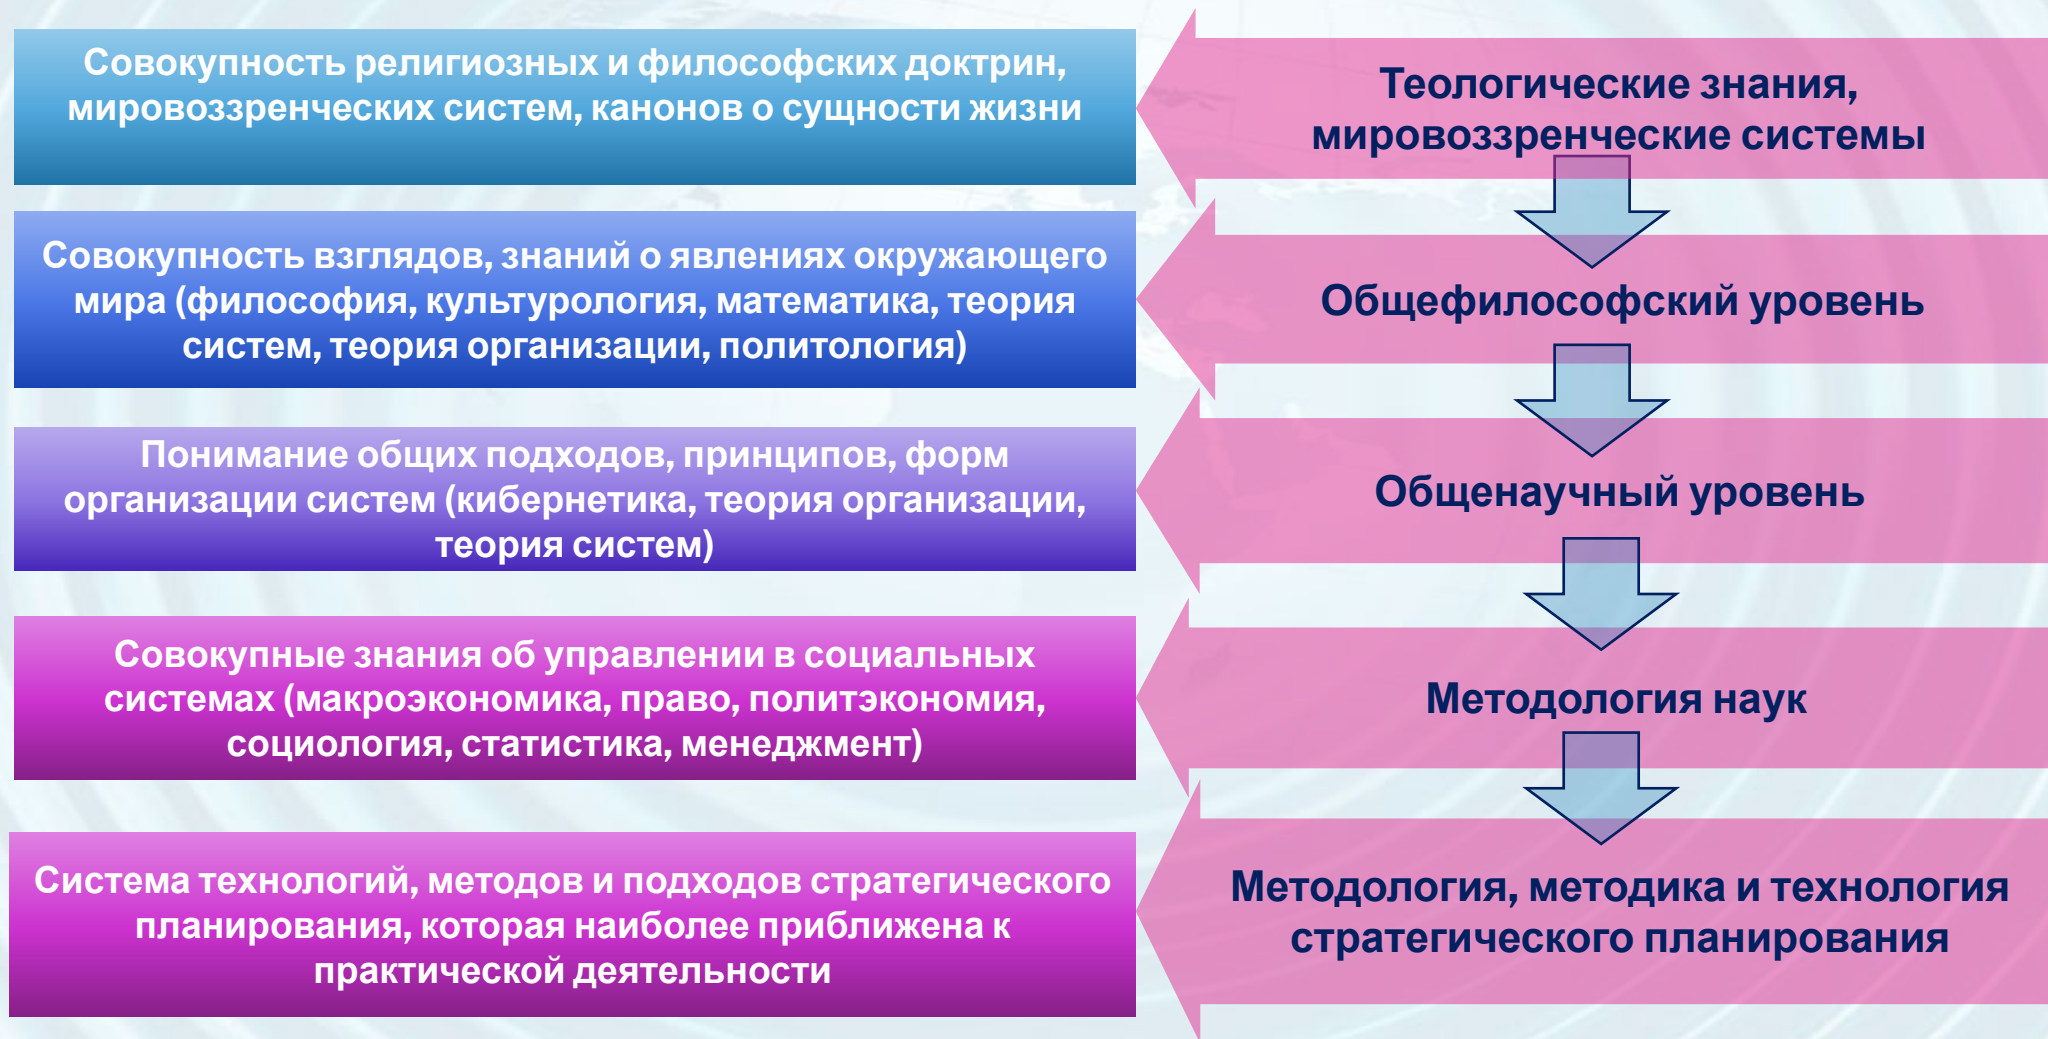 Совокупность религиозных и философских доктрин,
мировоззренческих систем, канонов о сущности жизни
Теологические знания,
мировоззренческие системы
Совокупность взглядов, знаний о явлениях окружающего
мира (философия, культурология, математика, теория
систем, теория организации, политология)
Общефилософский уровень
Понимание общих подходов, принципов, форм
организации систем (кибернетика, теория организации,
теория систем)
Общенаучный уровень
Совокупные знания об управлении в социальных
системах (макроэкономика, право, политэкономия,
социология, статистика, менеджмент)
Методология наук
Система технологий, методов и подходов стратегического
планирования, которая наиболее приближена к
практической деятельности
Методология, методика и технология
стратегического планирования